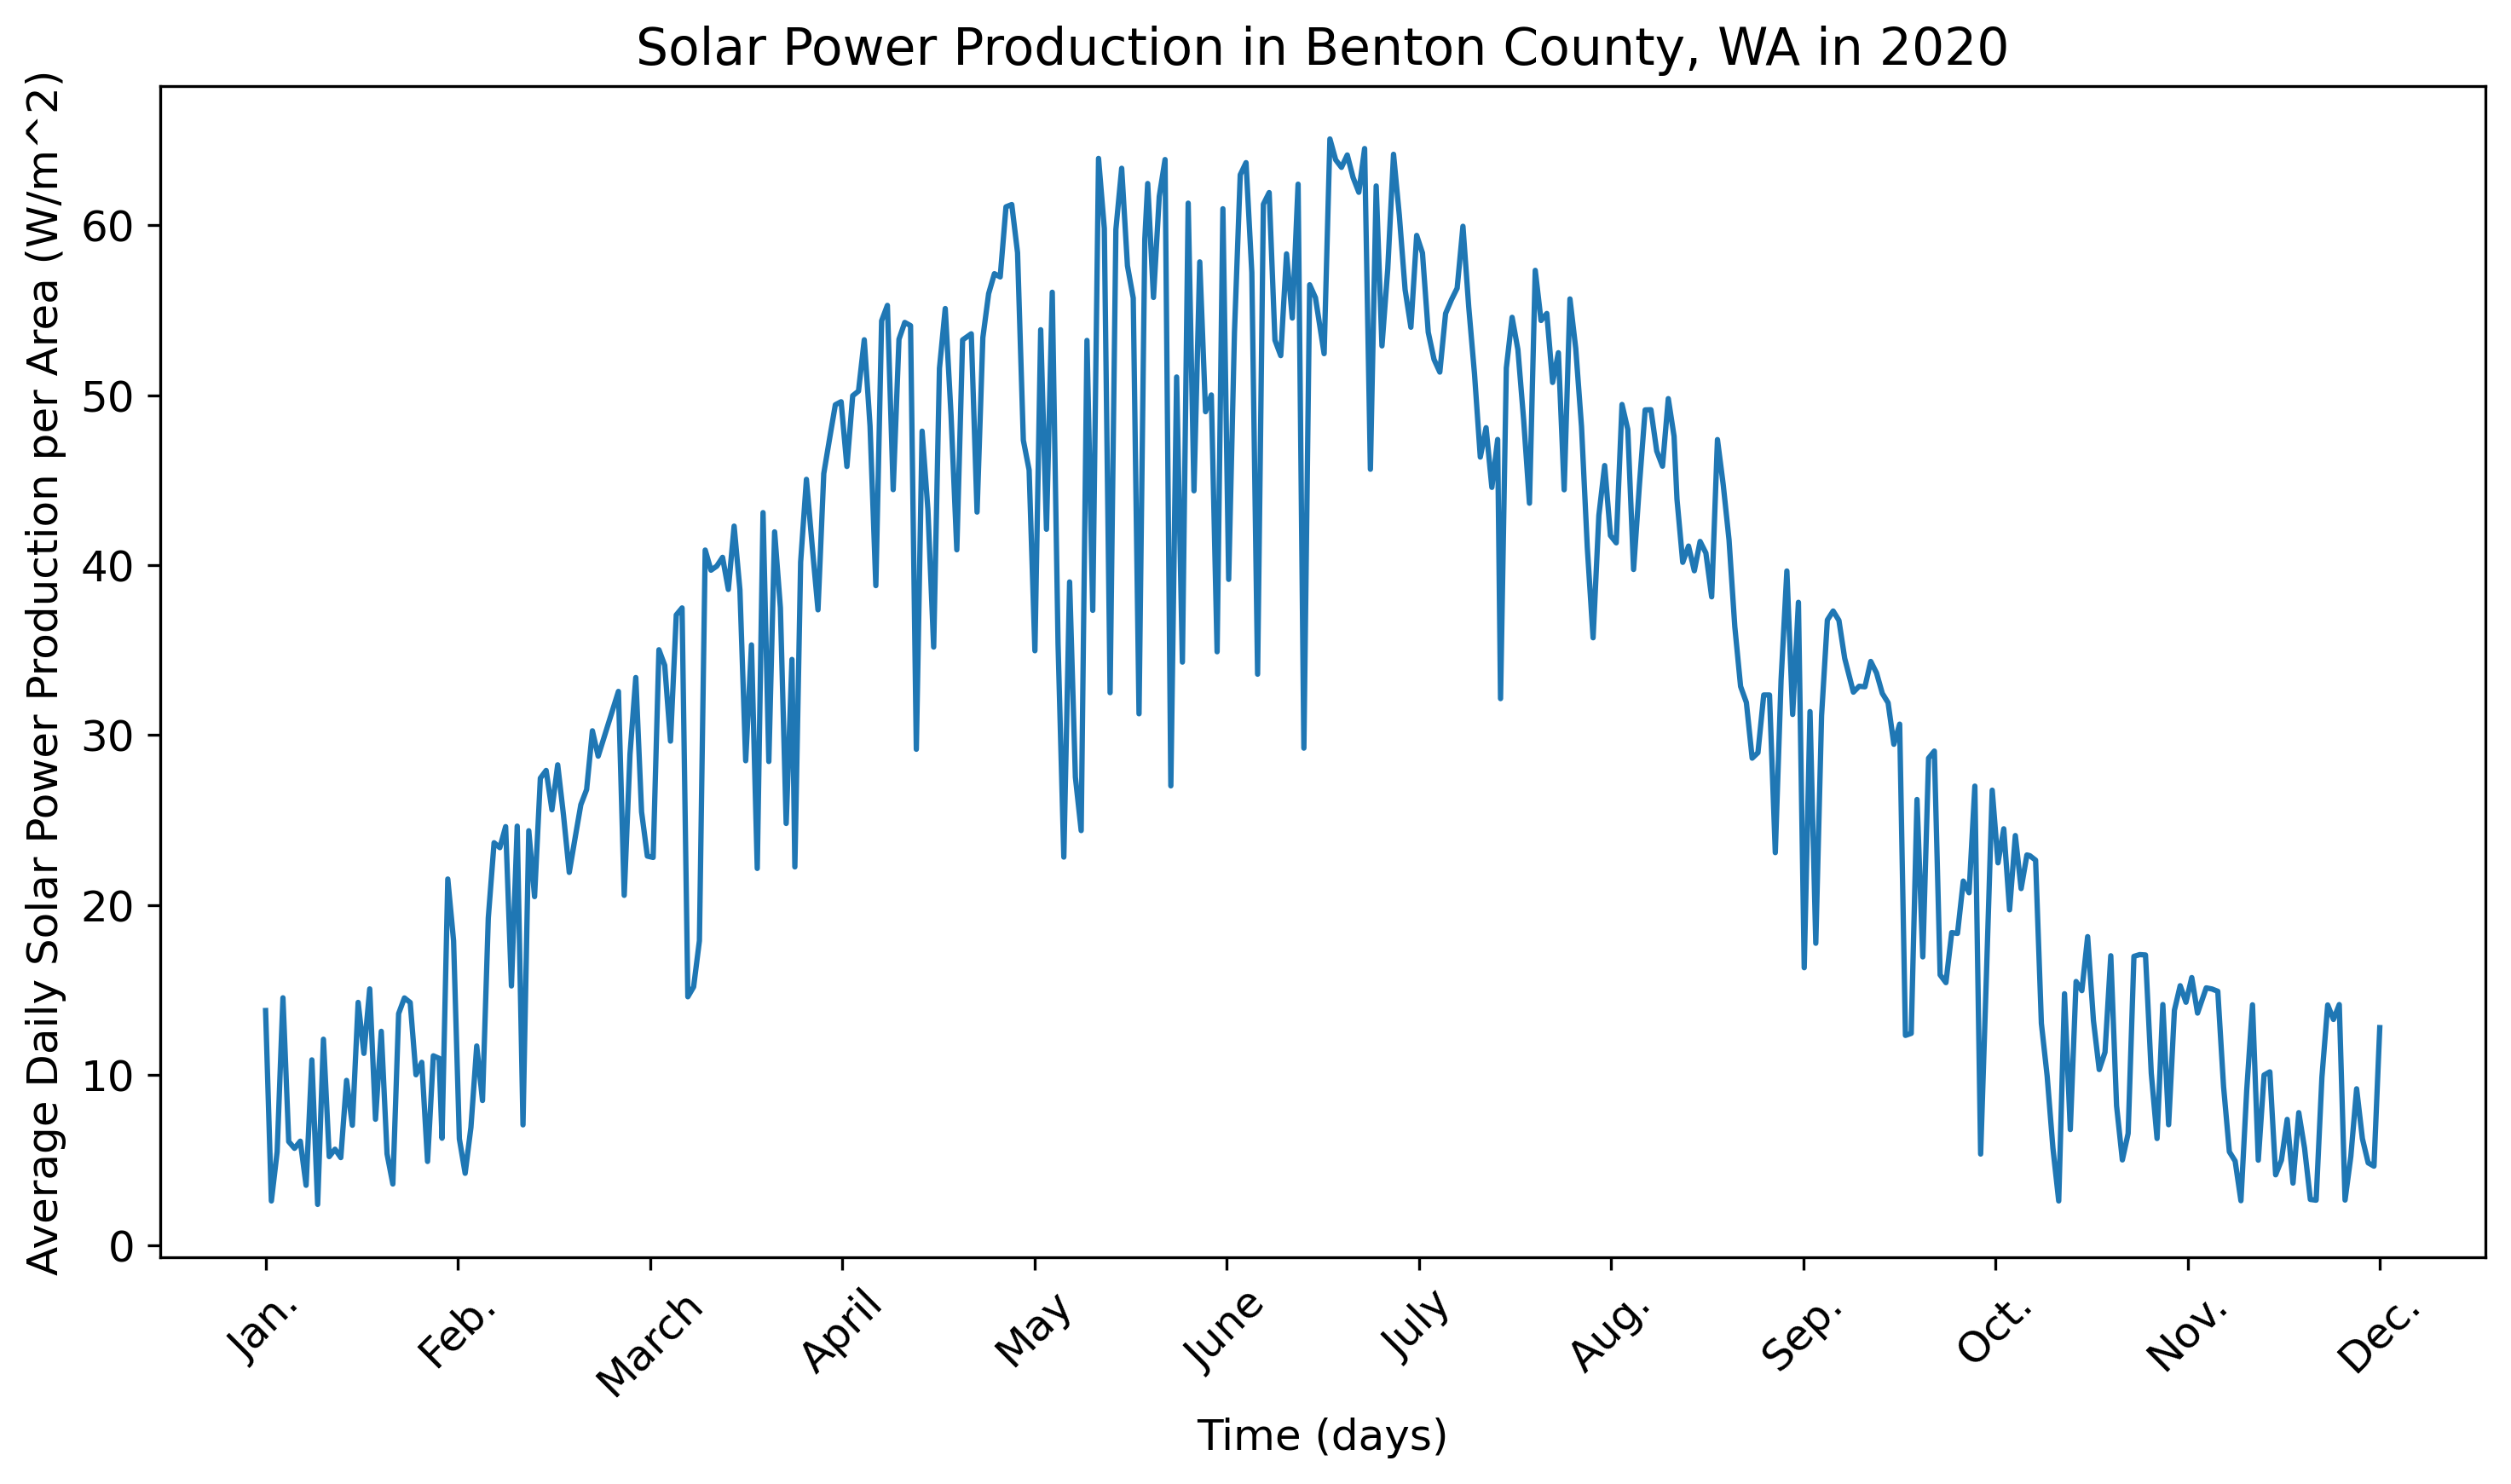 Solar Power Production in Benton County, WA in 2020
Average Daily Solar Power Production per Area (W/m^2)
60
50
40
30
20
10
0
Jan.
Feb.
March
April
May
June
July
Aug.
Sep.
Oct.
Nov.
Dec.
Time (days)